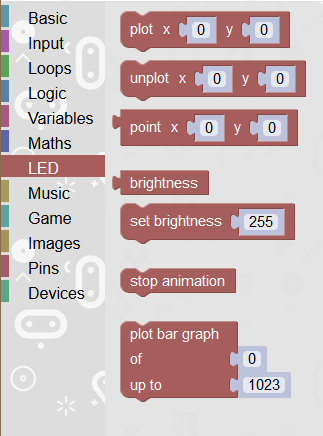 Basic
Input
Loops
Logic
Variables
Maths
LED
Music
Game
Images
Pins
Devices
plot x 0 y 0
unplot x 0 y 0
point x 0 y 0
brightness
set brightness 255
stop animation
plot bar graph
of 0
up to 1023